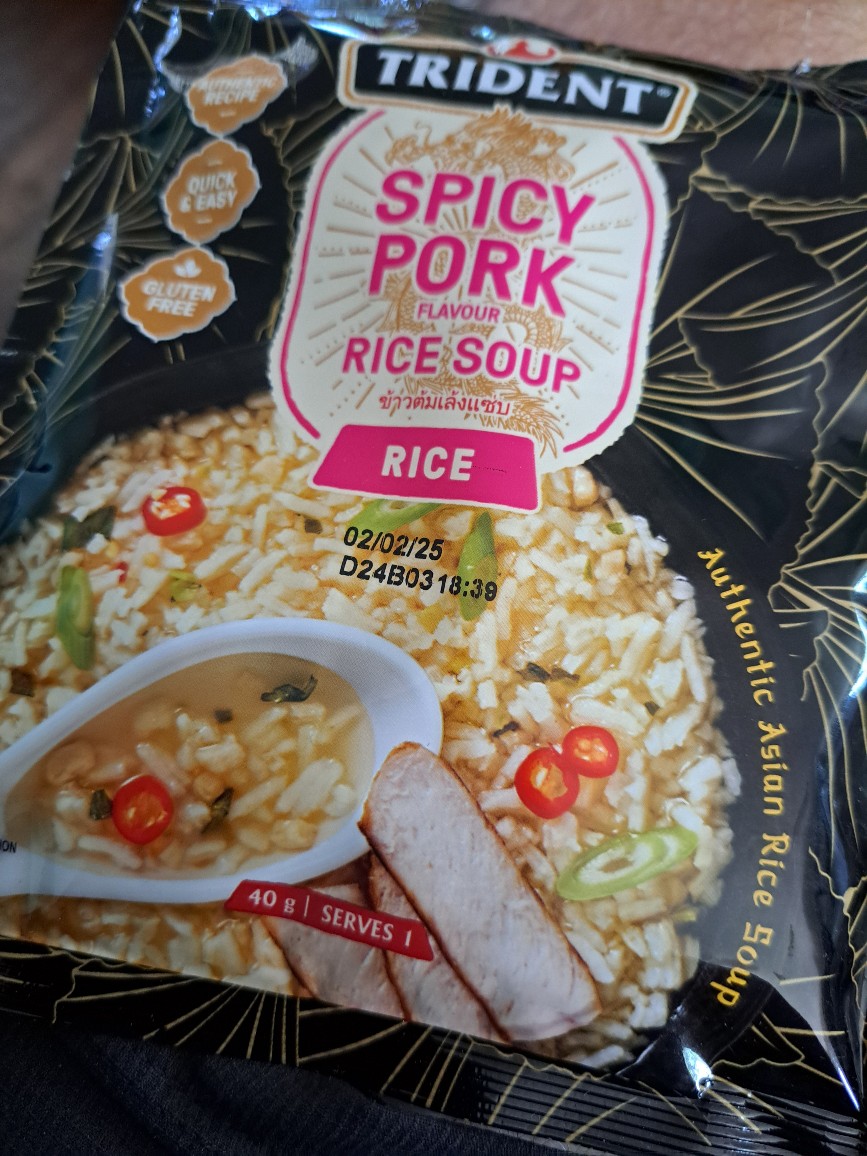 TRIDENT®
AUTHENTIC
RECIPE
QUICK
& EASY
GLUTEN
FREE
SPICY
PORK
FLAVOUR
RICE SOUP
ข้าวต้มเล้งแซ่บ
RICE
02/02/25
D24B03 18:39
Authentic Asian Rice Soup
40 g | SERVES 1